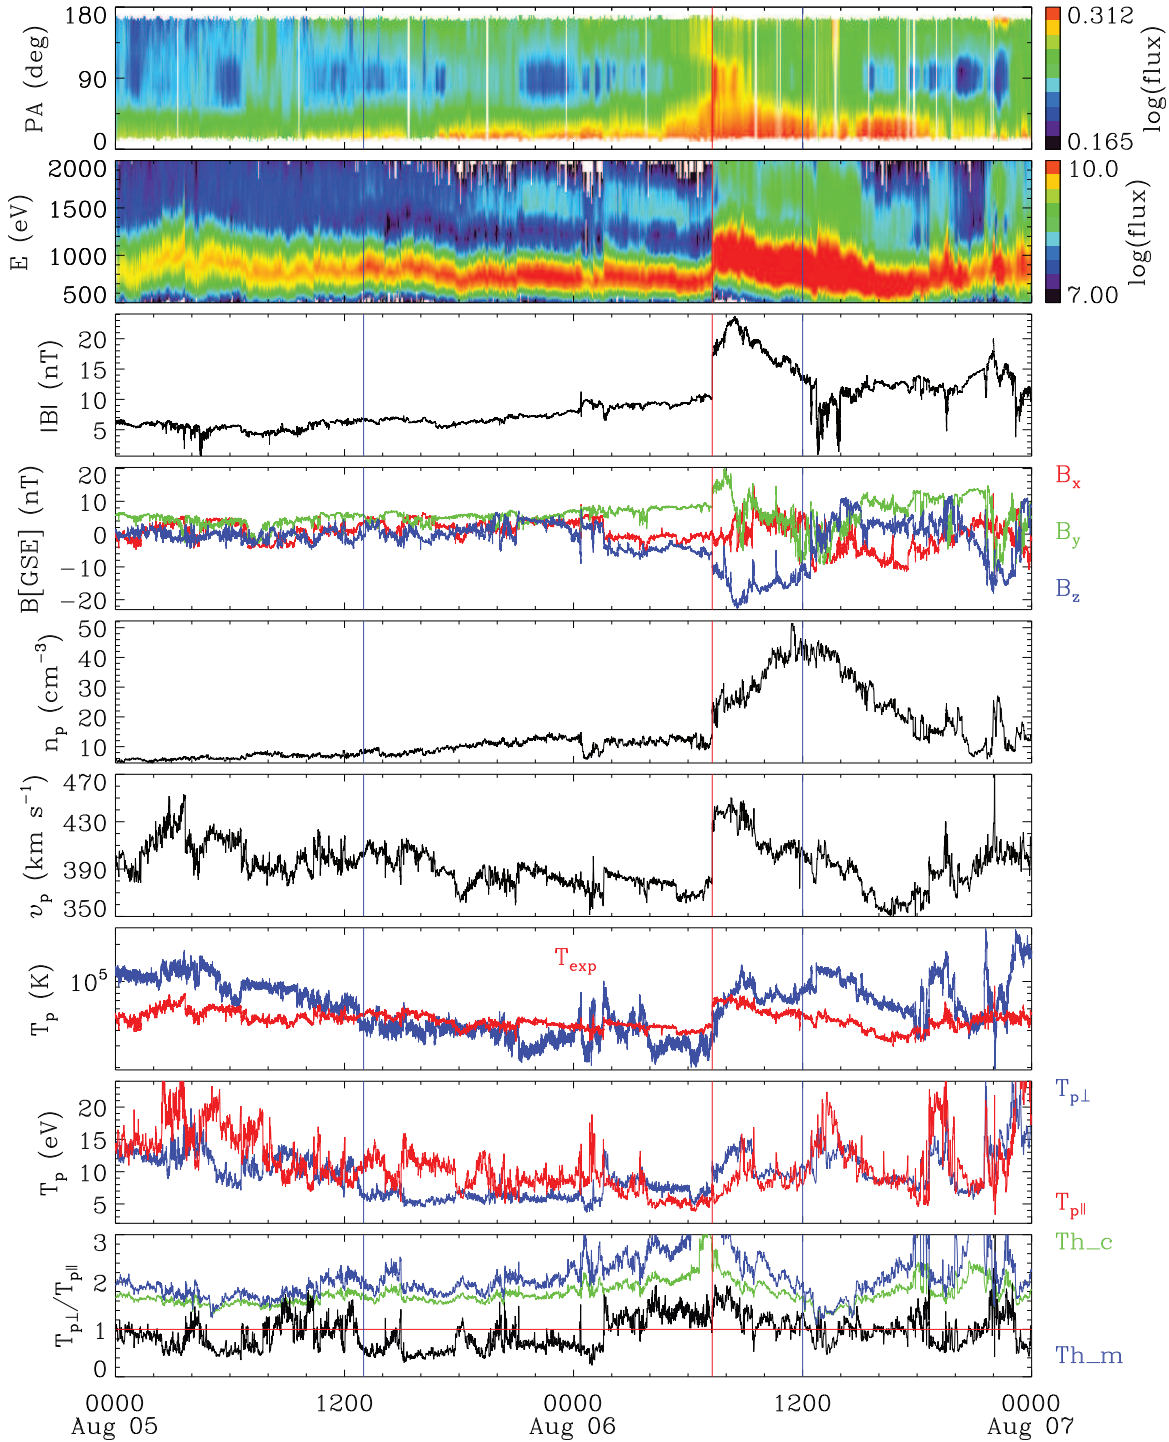 180
90
0
PA (deg)
0.312
0.165
log(flux)
2000
1500
1000
500
E (eV)
10.0
7.00
log(flux)
20
15
10
5
|B| (nT)
20
10
0
−10
−20
B[GSE] (nT)
Bx
By
Bz
50
40
30
20
10
np (cm−3)
470
430
390
350
vp (km s−1)
10^5
Tp (K)
Texp
20
15
10
5
Tp (eV)
Tp⊥
Tp||
3
2
1
0
Tp⊥/Tp||
Th_c
Th_m
0000 1200 0000 1200 0000
Aug 05 Aug 06 Aug 07